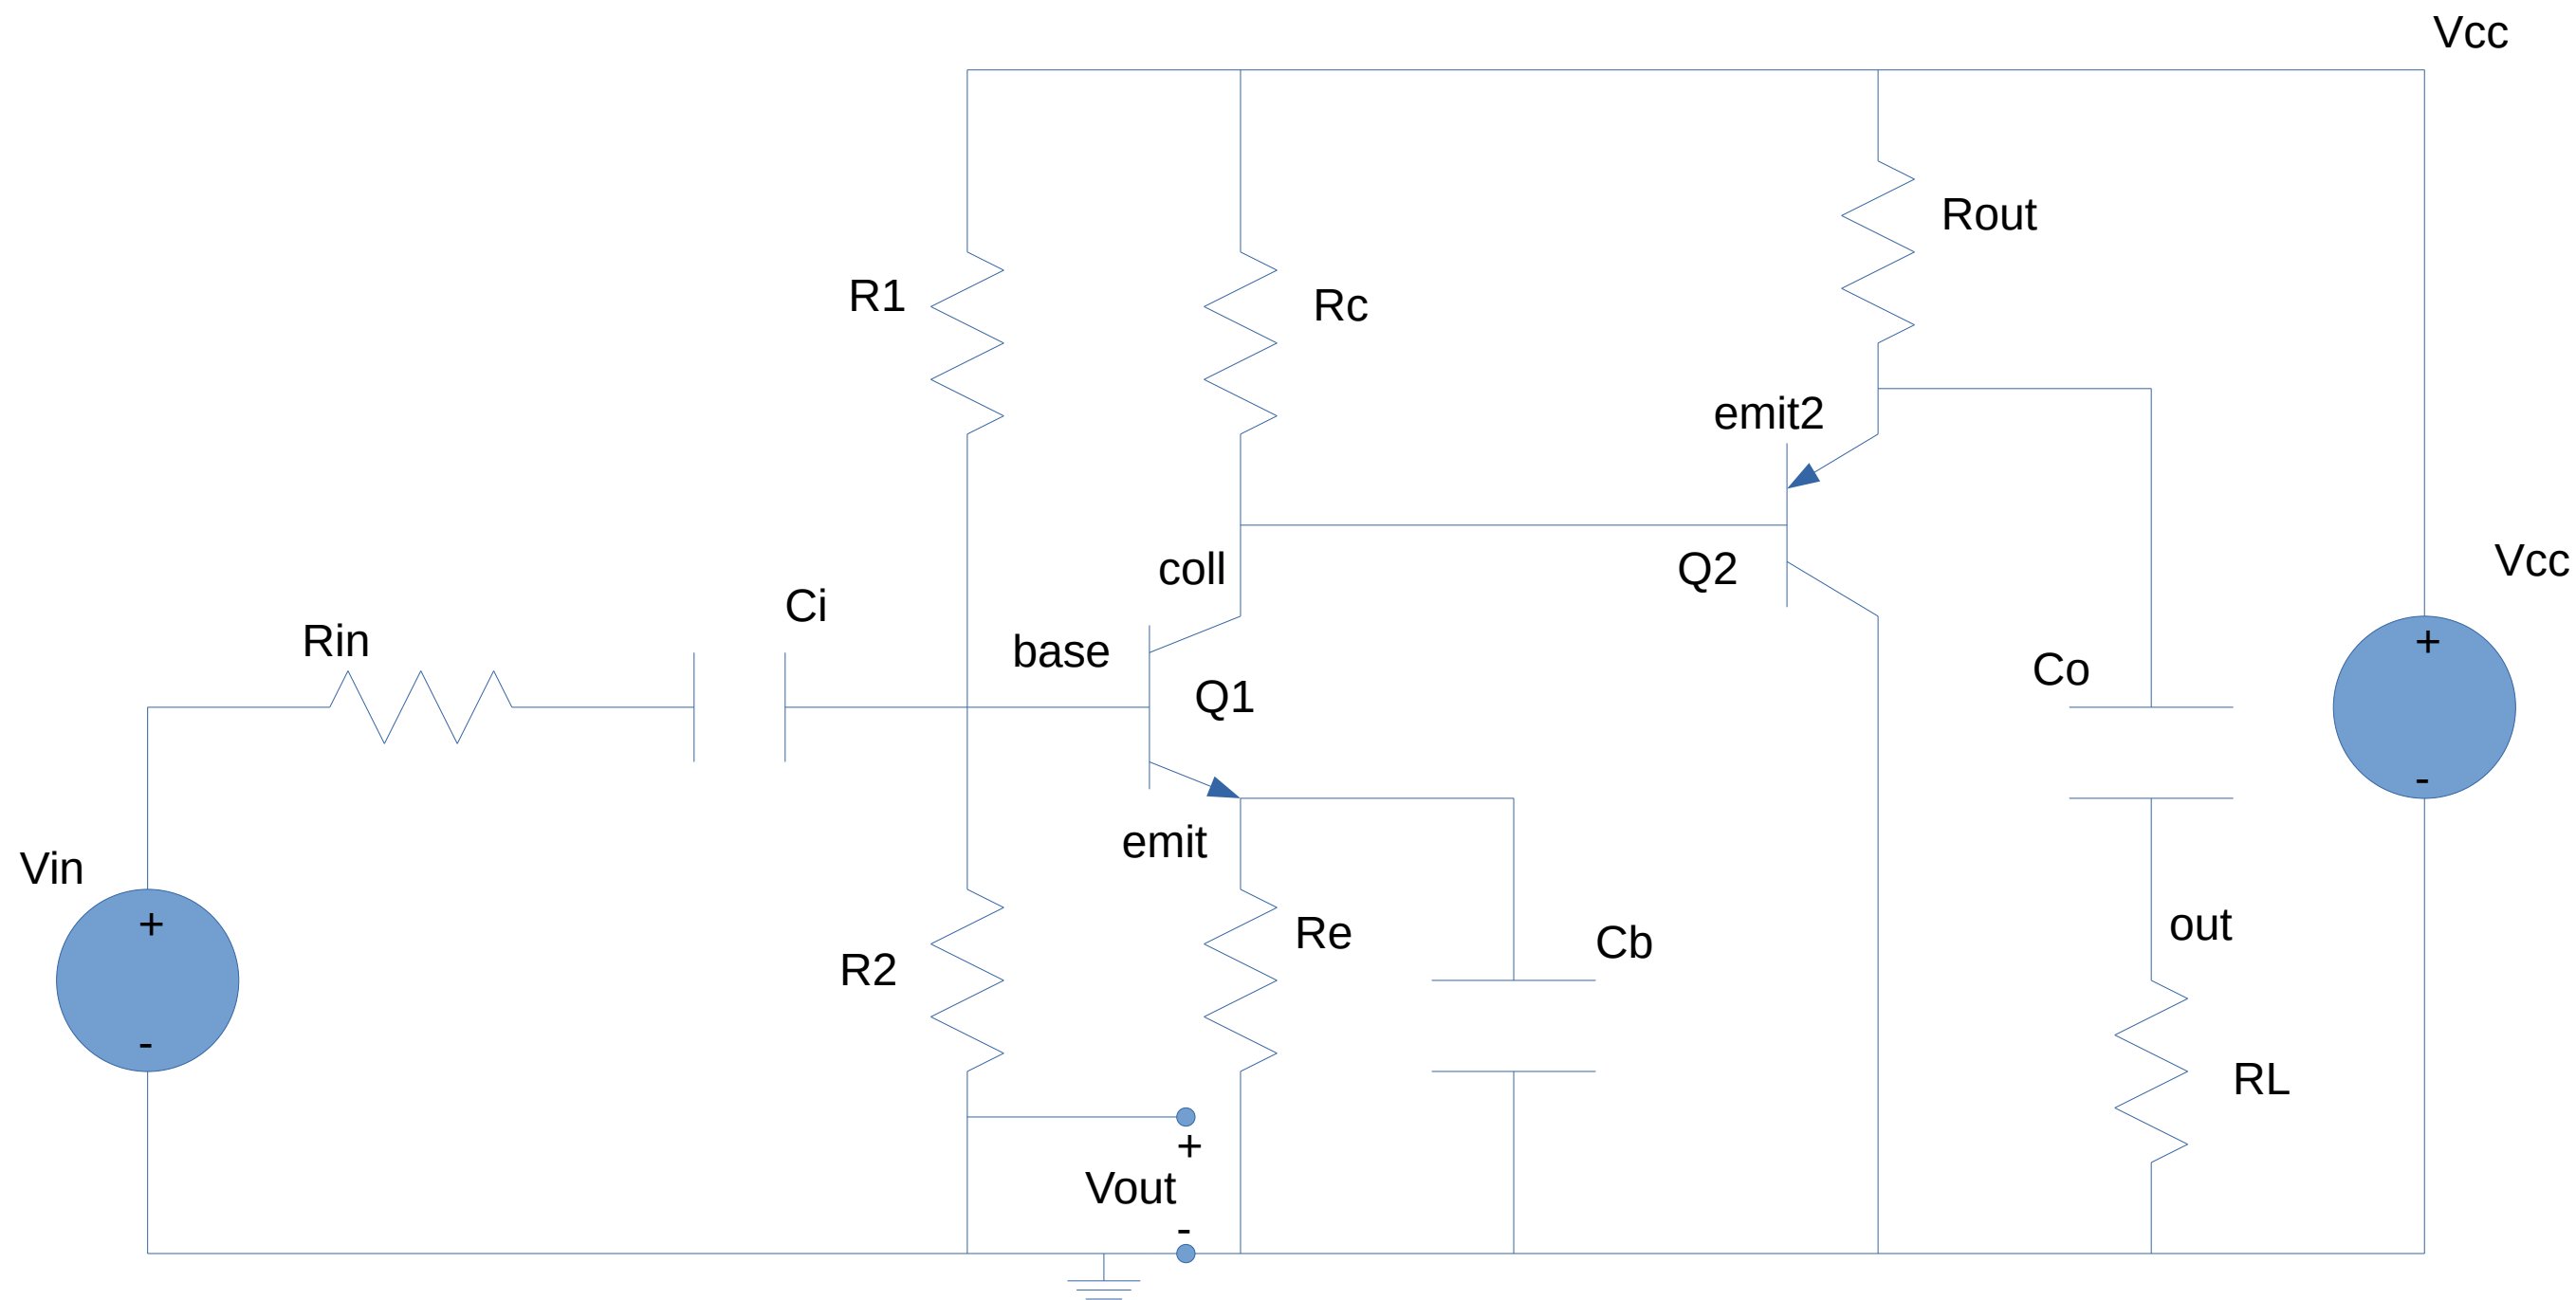 Vcc
Rout
R1
Rc
emit2
coll
Q2
Vcc
Ci
Rin
base
+
Co
Q1
-
emit
Vin
+
Re
Cb
out
R2
-
RL
+
Vout
-